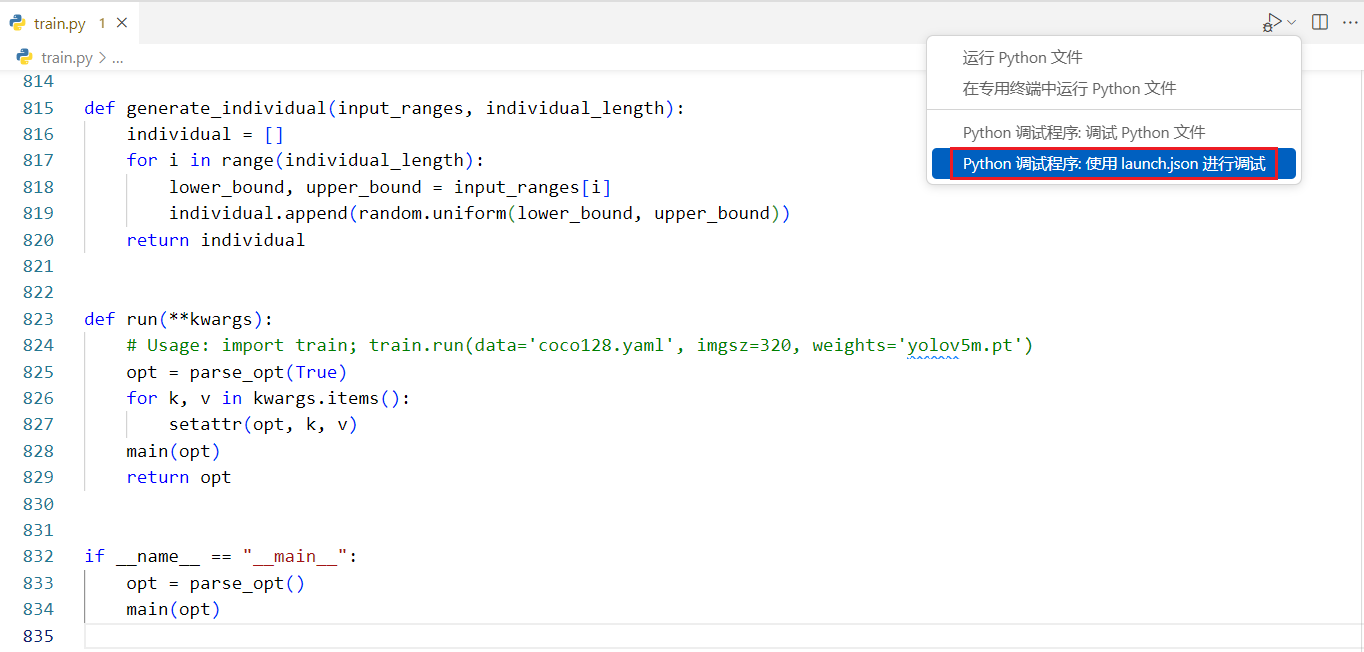 train.py 1
train.py > ...
运行 Python 文件
在专用终端中运行 Python 文件
Python 调试程序: 调试 Python 文件
Python 调试程序: 使用 launch.json 进行调试
814
815 def generate_individual(input_ranges, individual_length):
816     individual = []
817     for i in range(individual_length):
818         lower_bound, upper_bound = input_ranges[i]
819         individual.append(random.uniform(lower_bound, upper_bound))
820     return individual
821
822
823 def run(**kwargs):
824     # Usage: import train; train.run(data='coco128.yaml', imgsz=320, weights='yolov5m.pt')
825     opt = parse_opt(True)
826     for k, v in kwargs.items():
827         setattr(opt, k, v)
828     main(opt)
829     return opt
830
831
832 if __name__ == "__main__":
833     opt = parse_opt()
834     main(opt)
835